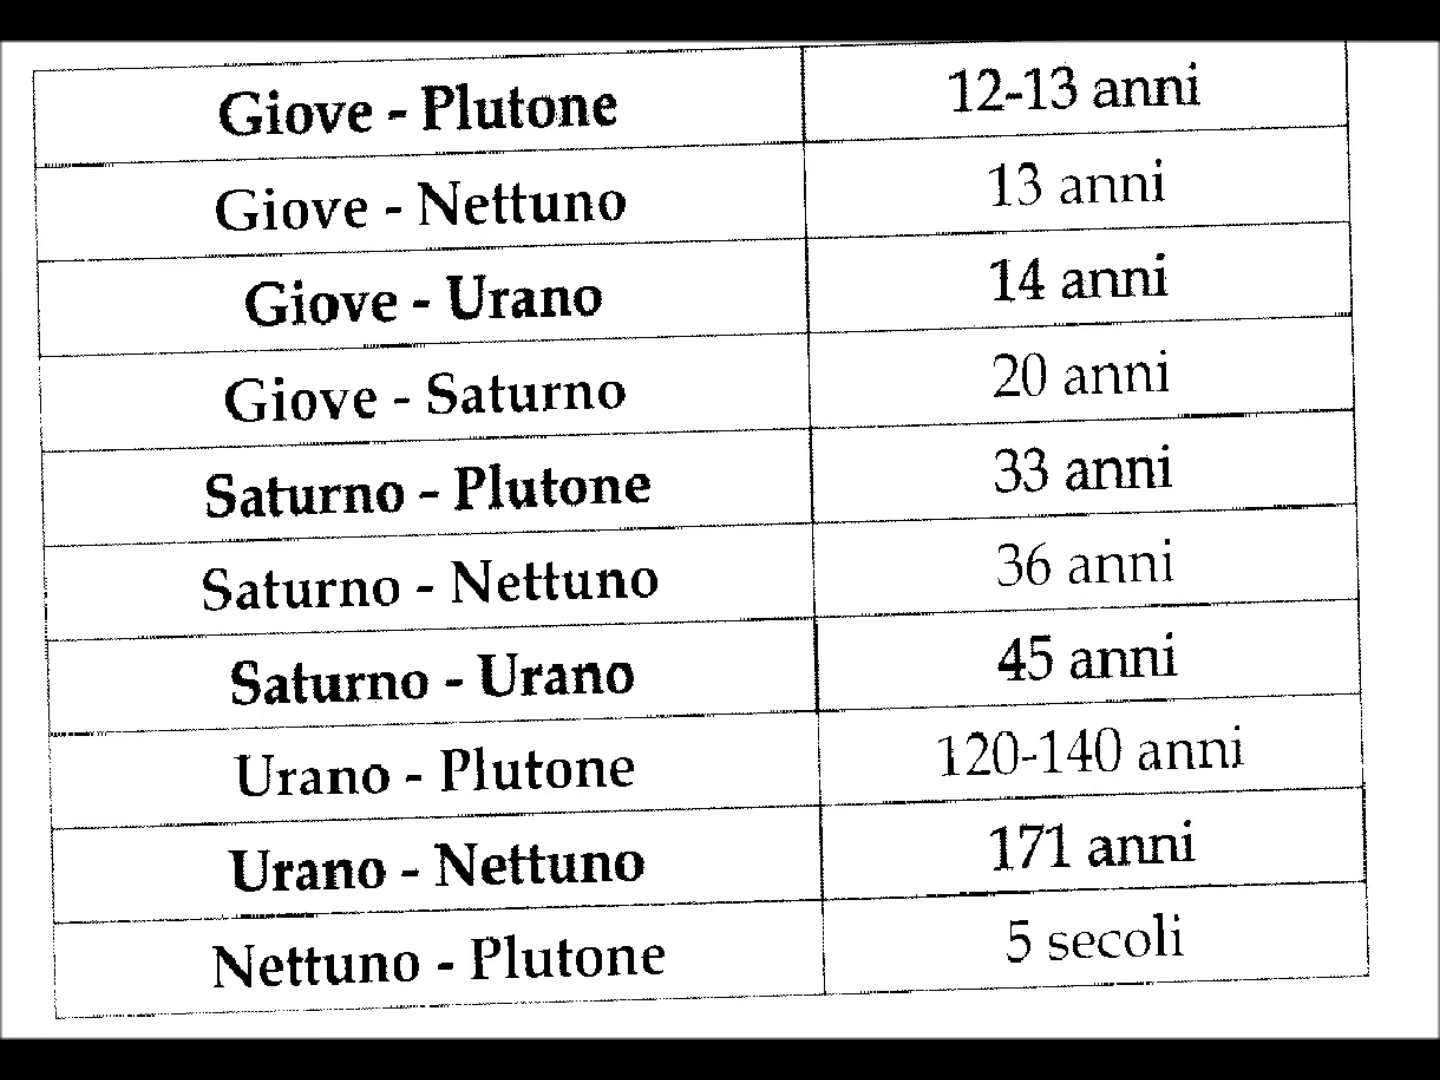 Giove - Plutone 12-13 anni
Giove - Nettuno 13 anni
Giove - Urano 14 anni
Giove - Saturno 20 anni
Saturno - Plutone 33 anni
Saturno - Nettuno 36 anni
Saturno - Urano 45 anni
Urano - Plutone 120-140 anni
Urano - Nettuno 171 anni
Nettuno - Plutone 5 secoli